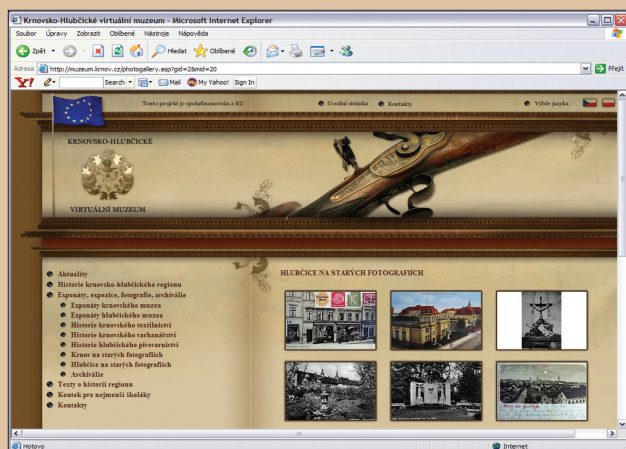 Krnovsko-Hlubčické virtuální muzeum - Microsoft Internet Explorer
Soubor Úpravy Zobrazit Oblíbené Nástroje Nápověda
Zpět Hledat Oblíbené
Adresa http://muzeum.krnov.cz/photogallery.asp?gid=2&mid=20 Přejít
Y! Search Mail My Yahoo! Sign In
Tento projekt je spolufinancován z EU Úvodní stránka Kontakty Výběr jazyka
KRNOVSKO-HLUBČICKÉ
VIRTUÁLNÍ MUZEUM
Aktuality
Historie krnovsko-hlubčického regionu
Exponáty, expozice, fotografie, archiválie
Exponáty krnovského muzea
Exponáty hlubčického muzea
Historie krnovského textilnictví
Historie krnovského varhanářství
Historie hlubčického pivovarnictví
Krnov na starých fotografiích
Hlubčice na starých fotografiích
Archiválie
Texty o historii regionu
Koutek pro nejmenší školáky
Kontakty
HLUBČICE NA STARÝCH FOTOGRAFIÍCH
Hotovo Internet